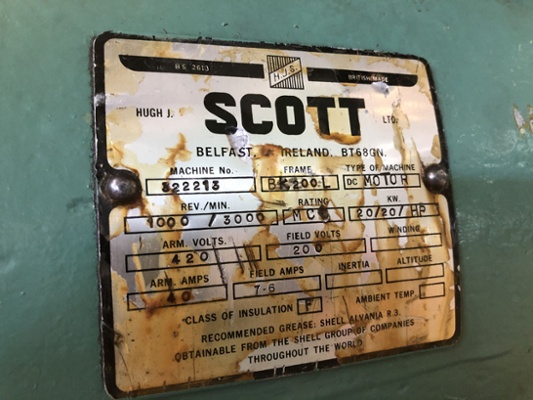 BS 2613 H.J.S. BRITISH MADE
HUGH J. SCOTT LTD.
BELFAST, IRELAND, BT68GN.
MACHINE No. FRAME TYPE OF MACHINE
322213 BK200 L DC MOTOR
REV./MIN. RATING KW.
1000 / 3000 MC 20/20/ HP
ARM. VOLTS. FIELD VOLTS WINDING
420 200
ARM. AMPS FIELD AMPS INERTIA ALTITUDE
40 7-6
CLASS OF INSULATION F AMBIENT TEMP
RECOMMENDED GREASE: SHELL ALVANIA R.3.
OBTAINABLE FROM THE SHELL GROUP OF COMPANIES
THROUGHOUT THE WORLD